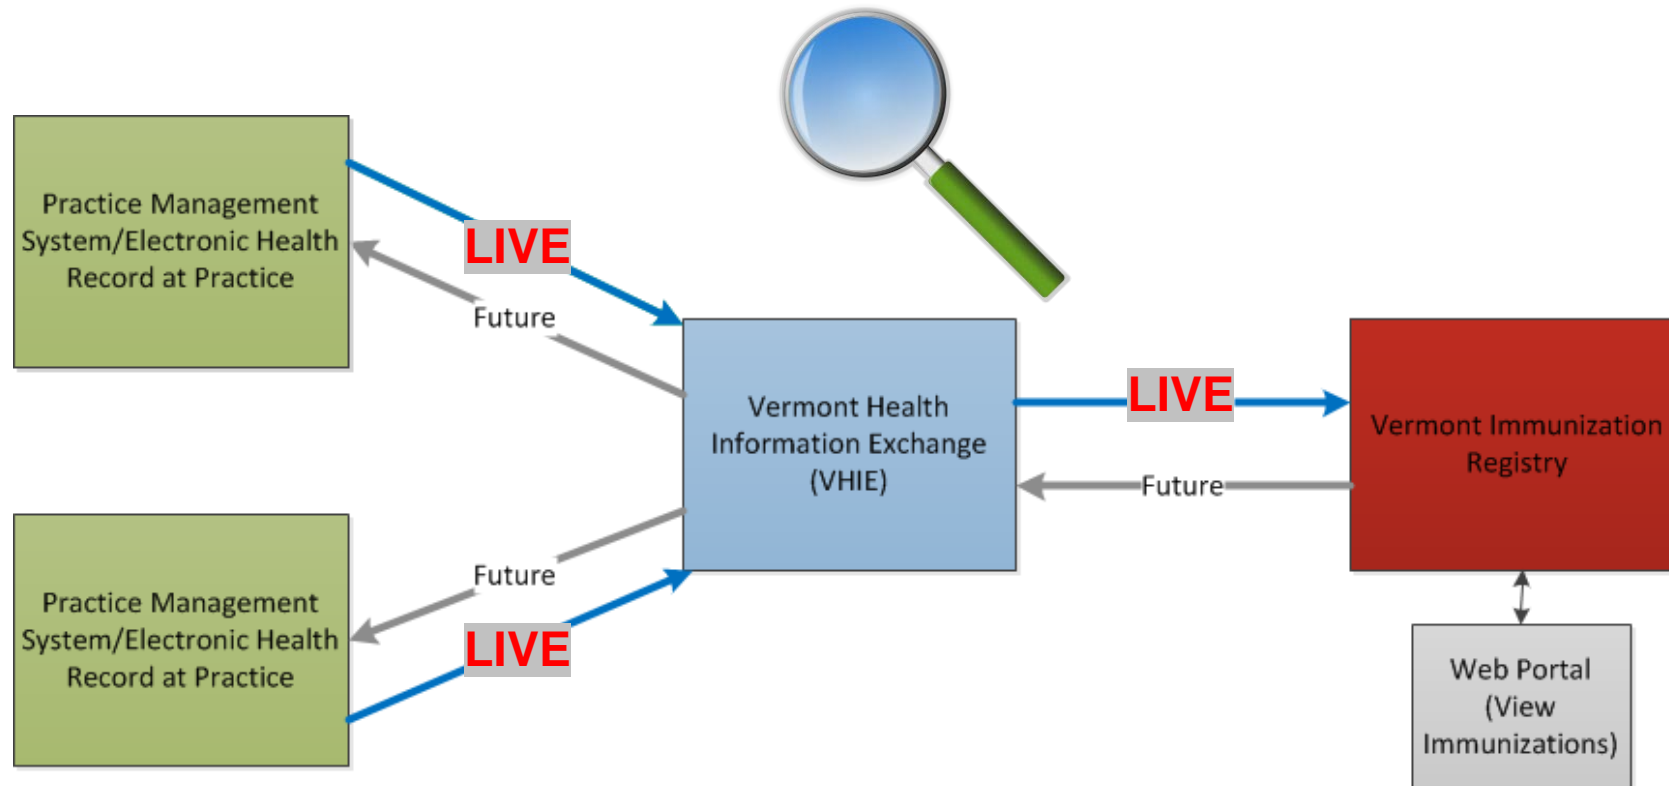 Practice Management
System/Electronic Health
Record at Practice
LIVE
Future
Vermont Health
Information Exchange
(VHIE)
LIVE
Future
Vermont Immunization
Registry
Future
LIVE
Practice Management
System/Electronic Health
Record at Practice
Web Portal
(View
Immunizations)